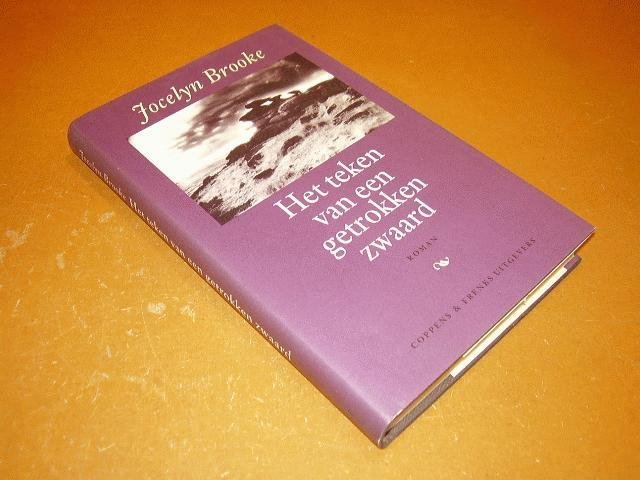 Jocelyn Brooke
Het teken
van een
getrokken
zwaard
ROMAN
COPPENS & FRENKS UITGEVERS
Jocelyn Brooke Het teken van een getrokken zwaard